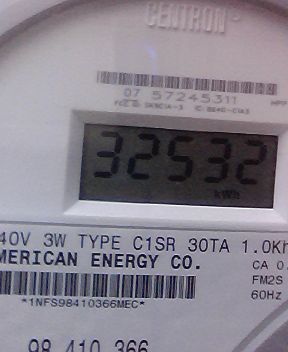 CENTRON
07 57245311
32532
kWh
40V 3W TYPE C1SR 30TA 1.0Kh
MERICAN ENERGY CO.
CA 0.
FM2S
*1NFS98410366MEC*
60Hz
98 410 366